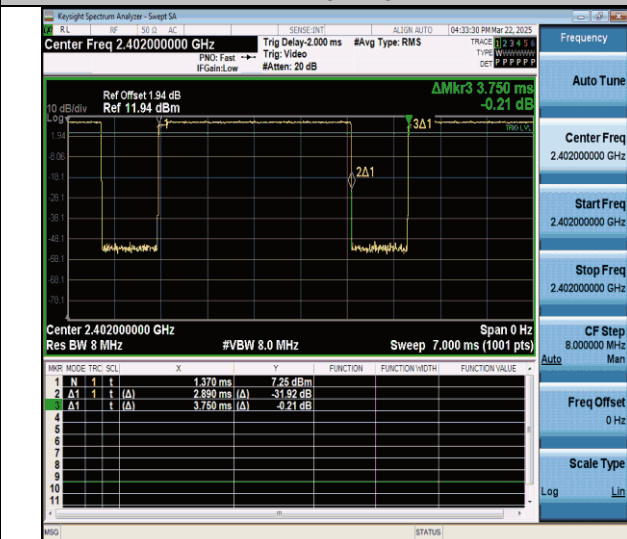 Keysight Spectrum Analyzer - Swept SA
RL RF 50 Ω AC SENSE:INT ALIGN AUTO 04:33:30 PM Mar 22, 2025
Center Freq 2.402000000 GHz
PNO: Fast
IFGain:Low
Trig Delay-2.000 ms
Trig: Video
#Atten: 20 dB
#Avg Type: RMS
TRACE 1 2 3 4 5 6
TYPE
DET P P P P P P
ΔMkr3 3.750 ms
-0.21 dB
Ref Offset 1.94 dB
10 dB/div Ref 11.94 dBm
Log
1
3Δ1
TRIG LVL
1.94
-8.06
-18.1
2Δ1
-28.1
-38.1
-48.1
-58.1
-68.1
-78.1
Center 2.402000000 GHz Span 0 Hz
Res BW 8 MHz #VBW 8.0 MHz Sweep 7.000 ms (1001 pts)
MKR MODE TRC SCL X Y FUNCTION FUNCTION WIDTH FUNCTION VALUE
1 N 1 t 1.370 ms 7.25 dBm
2 Δ1 1 t (Δ) 2.890 ms (Δ) -31.92 dB
3 Δ1 t (Δ) 3.750 ms (Δ) -0.21 dB
4
5
6
7
8
9
10
11
MSG STATUS
Frequency
Auto Tune
Center Freq
2.402000000 GHz
Start Freq
2.402000000 GHz
Stop Freq
2.402000000 GHz
CF Step
8.000000 MHz
Auto Man
Freq Offset
0 Hz
Scale Type
Log Lin